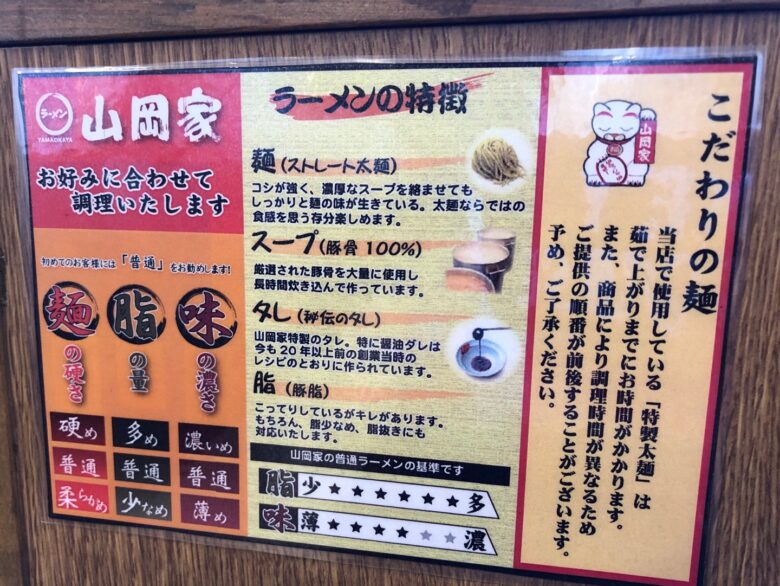 ラーメン
YAMAOKAYA
山岡家
お好みに合わせて
調理いたします
初めてのお客様には「普通」をお勧めします!
麺の硬さ
脂の量
味の濃さ
硬め
多め
濃いめ
普通
普通
普通
柔らかめ
少なめ
薄め
ラーメンの特徴
麺(ストレート太麺)
コシが強く、濃厚なスープを絡ませても
しっかりと麺の味が生きている。太麺ならではの
食感を思う存分楽しめます。
スープ(豚骨 100%)
厳選された豚骨を大量に使用し
長時間炊き込んで作っています。
タレ(秘伝のタレ)
山岡家特製のタレ。特に醤油ダレは
今も20年以上前の創業当時の
レシピのとおりに作られています。
脂(豚脂)
こってりしているがキレがあります。
もちろん、脂少なめ、脂抜きにも
対応いたします。
山岡家の普通ラーメンの基準です
脂 少 ★★★★★★ 多
味 薄 ★★★★★★ 濃
こだわりの麺
山岡家
当店で使用している「特製太麺」は
茹で上がりまでにお時間がかかります。
また、商品により調理時間が異なるため
ご提供の順番が前後することがございます。
予め、ご了承ください。